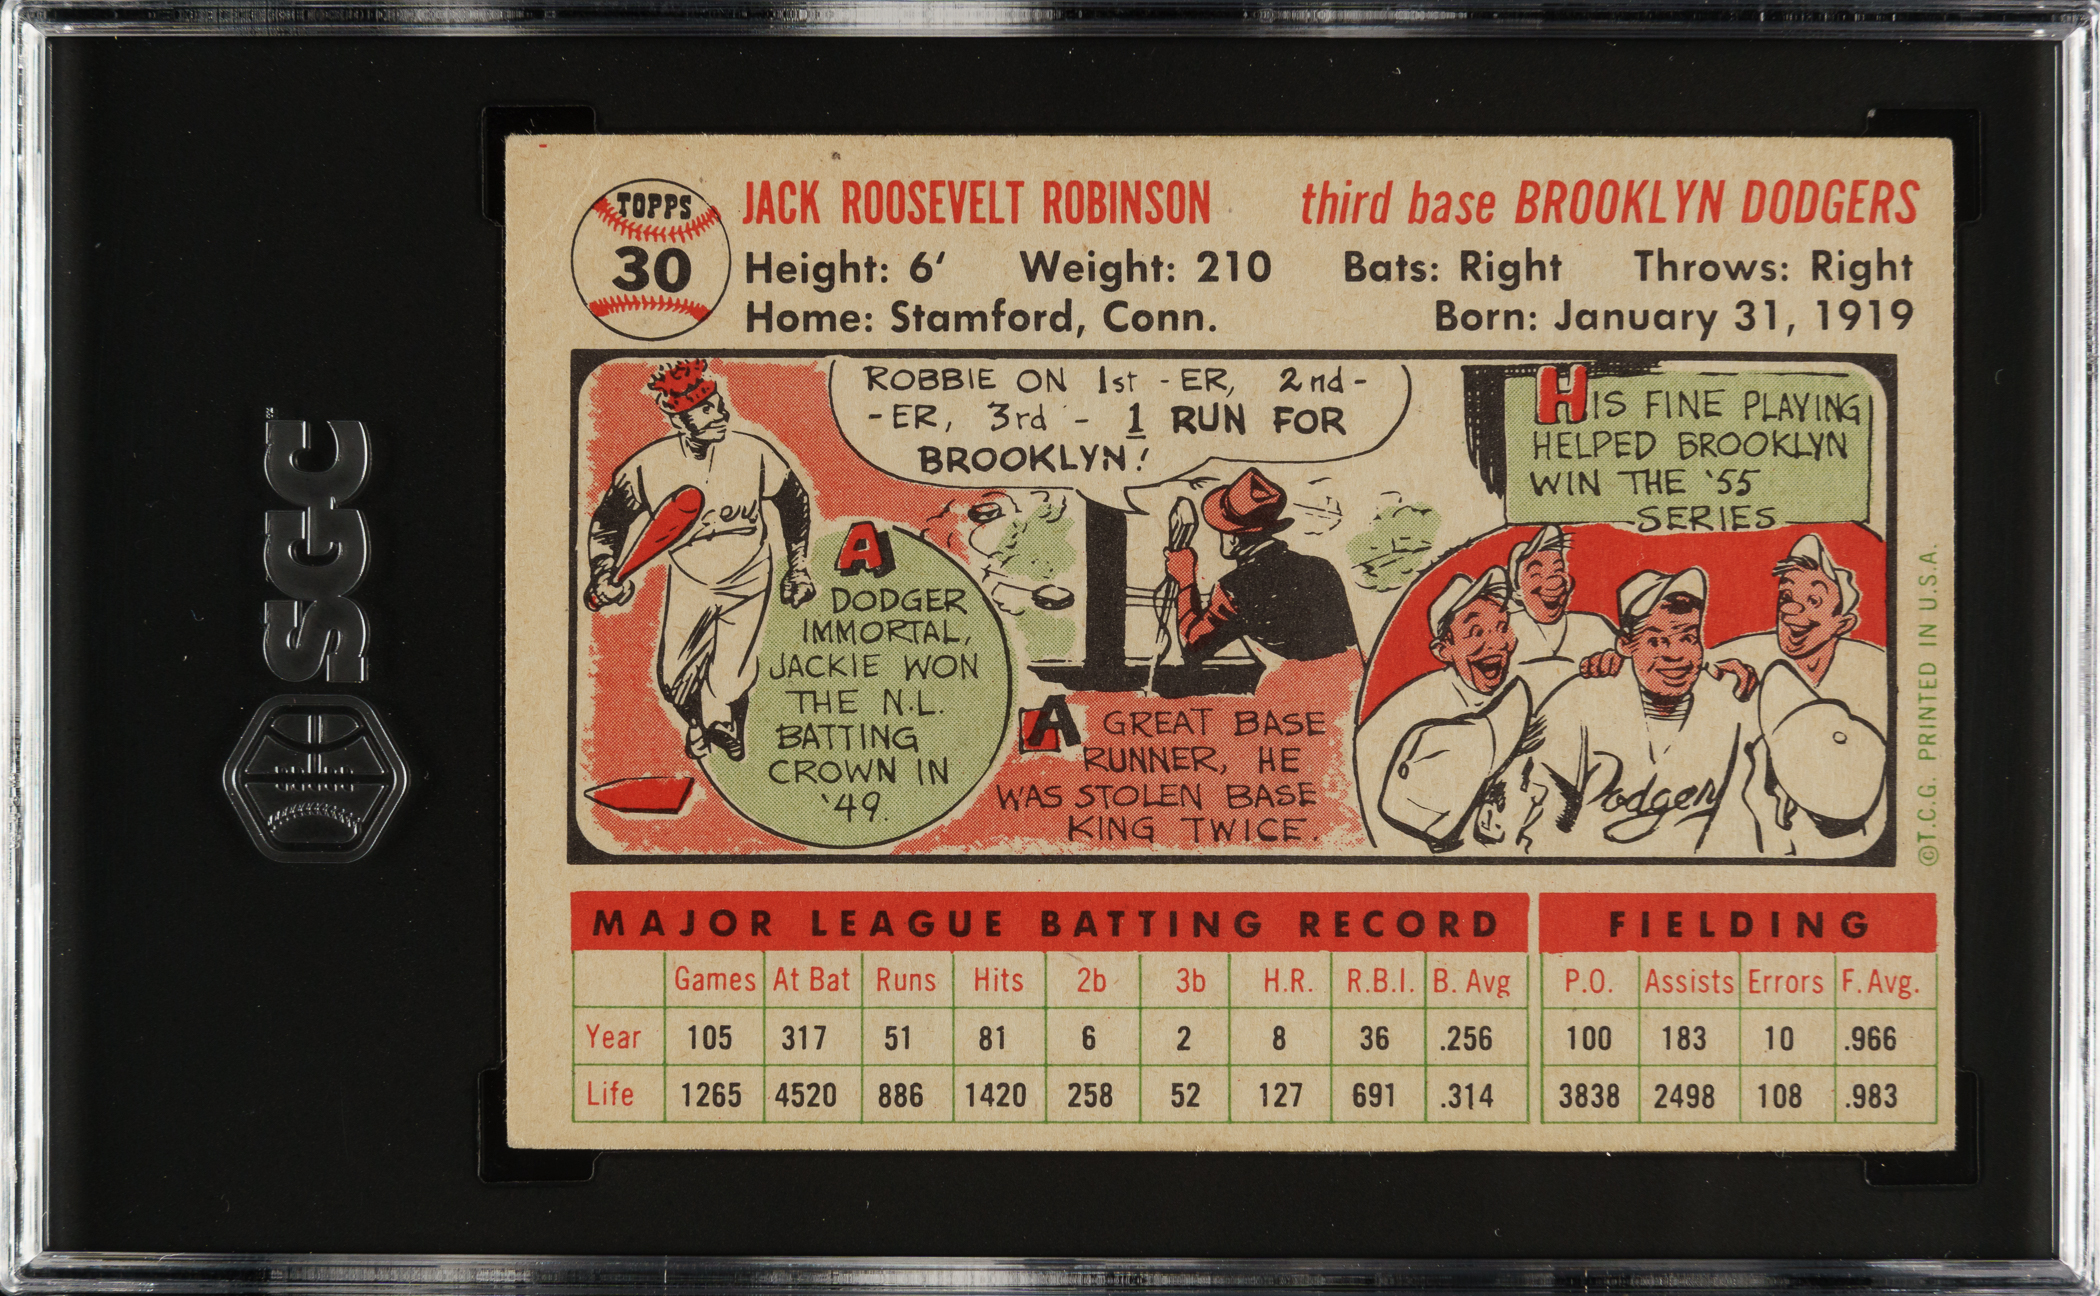 SGC
TOPPS
30
JACK ROOSEVELT ROBINSON third base BROOKLYN DODGERS
Height: 6' Weight: 210 Bats: Right Throws: Right
Home: Stamford, Conn. Born: January 31, 1919
ROBBIE ON 1st -ER, 2nd-
-ER, 3rd - 1 RUN FOR
BROOKLYN!
A
DODGER
IMMORTAL,
JACKIE WON
THE N.L.
BATTING
CROWN IN
'49.
A GREAT BASE
RUNNER, HE
WAS STOLEN BASE
KING TWICE.
HIS FINE PLAYING
HELPED BROOKLYN
WIN THE '55
SERIES
Dodgers
©T.C.G. PRINTED IN U.S.A.
MAJOR LEAGUE BATTING RECORD FIELDING
Games At Bat Runs Hits 2b 3b H.R. R.B.I. B. Avg P.O. Assists Errors F. Avg.
Year 105 317 51 81 6 2 8 36 .256 100 183 10 .966
Life 1265 4520 886 1420 258 52 127 691 .314 3838 2498 108 .983